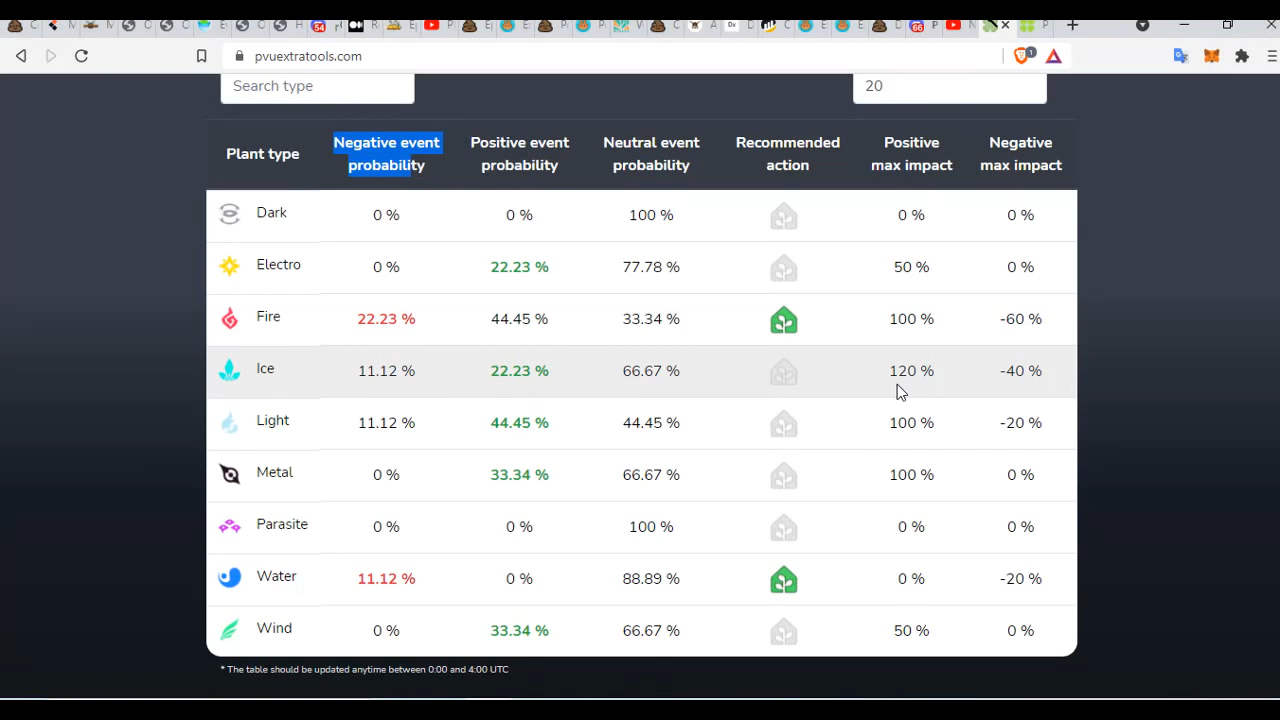 pvuextratools.com
1
Search type
20
Plant type
Negative event probability
Positive event probability
Neutral event probability
Recommended action
Positive max impact
Negative max impact
Dark 0 % 0 % 100 % 0 % 0 %
Electro 0 % 22.23 % 77.78 % 50 % 0 %
Fire 22.23 % 44.45 % 33.34 % 100 % -60 %
Ice 11.12 % 22.23 % 66.67 % 120 % -40 %
Light 11.12 % 44.45 % 44.45 % 100 % -20 %
Metal 0 % 33.34 % 66.67 % 100 % 0 %
Parasite 0 % 0 % 100 % 0 % 0 %
Water 11.12 % 0 % 88.89 % 0 % -20 %
Wind 0 % 33.34 % 66.67 % 50 % 0 %
* The table should be updated anytime between 0:00 and 4:00 UTC